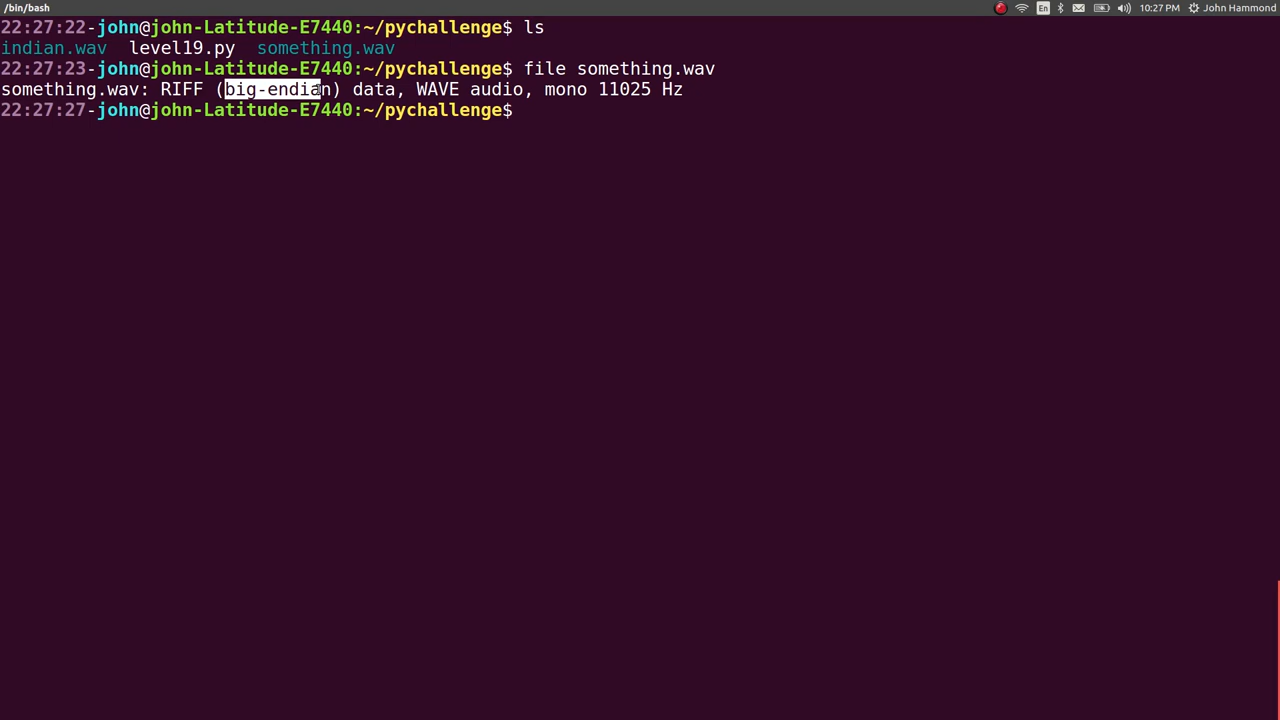 /bin/bash
En
10:27 PM
John Hammond
22:27:22-john@john-Latitude-E7440:~/pychallenge$ ls
indian.wav level19.py something.wav
22:27:23-john@john-Latitude-E7440:~/pychallenge$ file something.wav
something.wav: RIFF (big-endian) data, WAVE audio, mono 11025 Hz
22:27:27-john@john-Latitude-E7440:~/pychallenge$